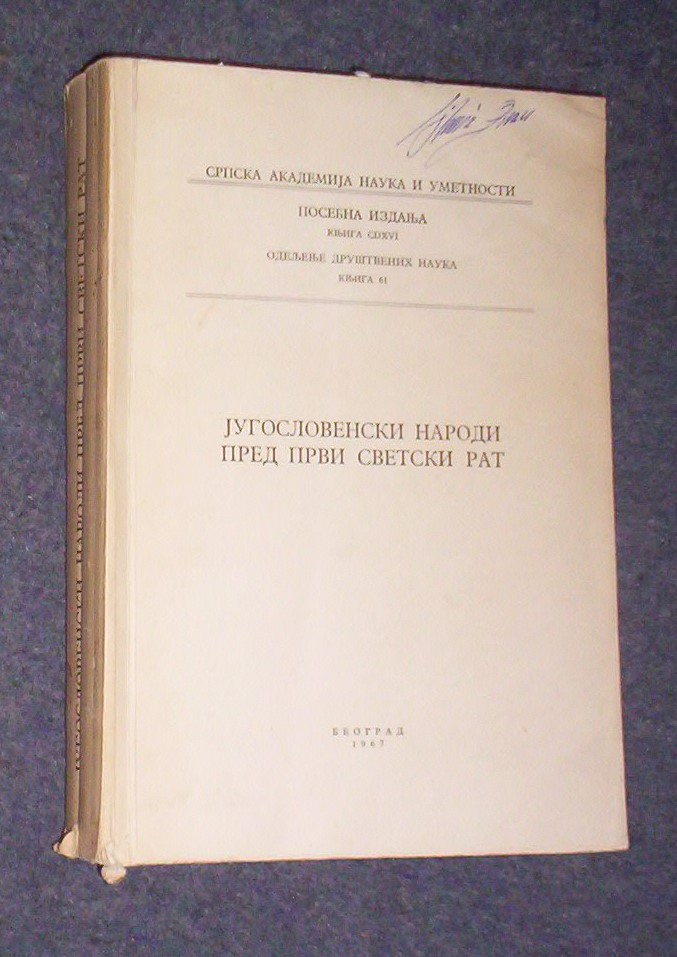 СРПСКА АКАДЕМИЈА НАУКА И УМЕТНОСТИ
ПОСЕБНА ИЗДАЊА
КЊИГА CDXVI
ОДЕЉЕЊЕ ДРУШТВЕНИХ НАУКА
КЊИГА 61
ЈУГОСЛОВЕНСКИ НАРОДИ
ПРЕД ПРВИ СВЕТСКИ РАТ
БЕОГРАД
1967
ЈУГОСЛОВЕНСКИ НАРОДИ ПРЕД ПРВИ СВЕТСКИ РАТ